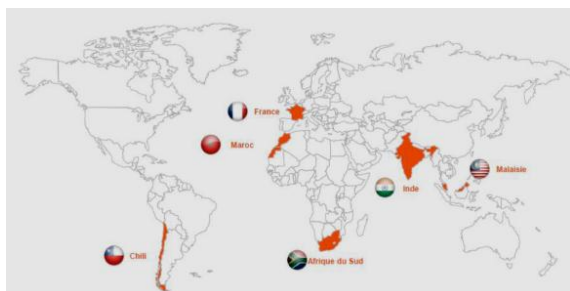 France
Maroc
Malaisie
Inde
Chili
Afrique du Sud